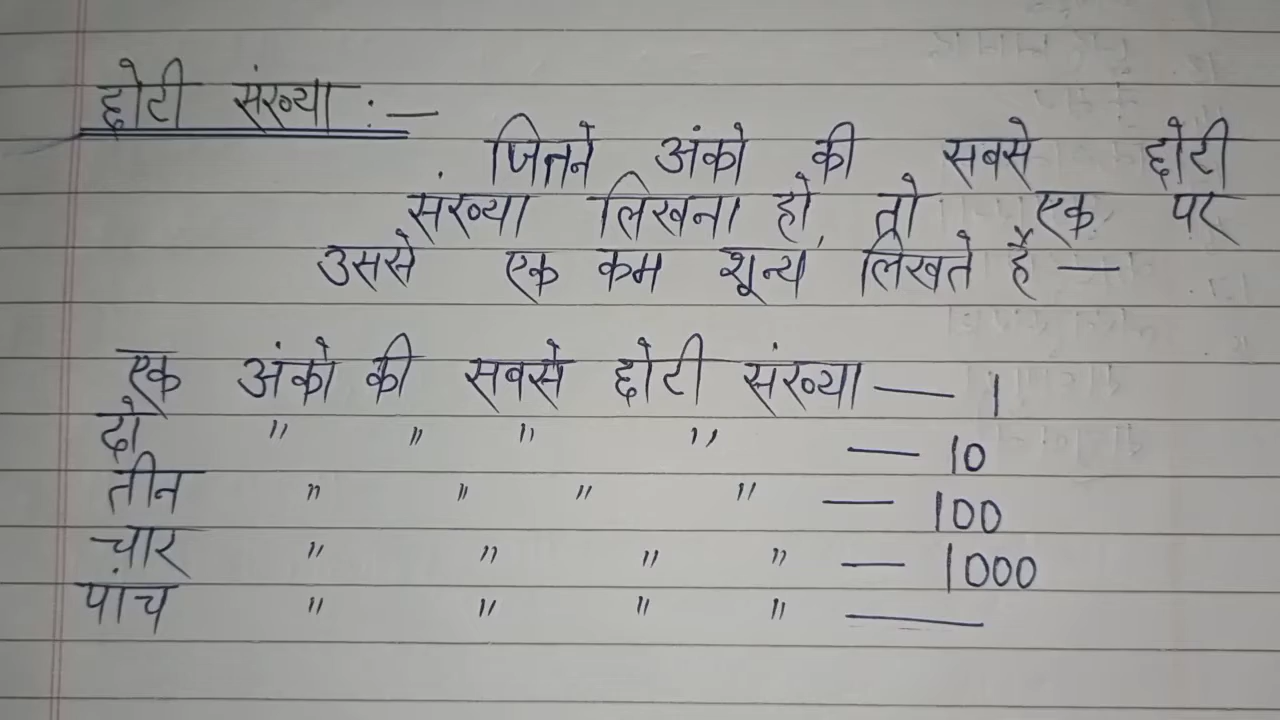 छोटी संख्या :—
जितने अंको की सबसे छोटी
संख्या लिखना हो, तो एक पर
उससे एक कम शून्य लिखते है —
एक अंको की सबसे छोटी संख्या — 1
दो " " " " — 10
तीन " " " " — 100
चार " " " " — 1000
पांच " " " " —